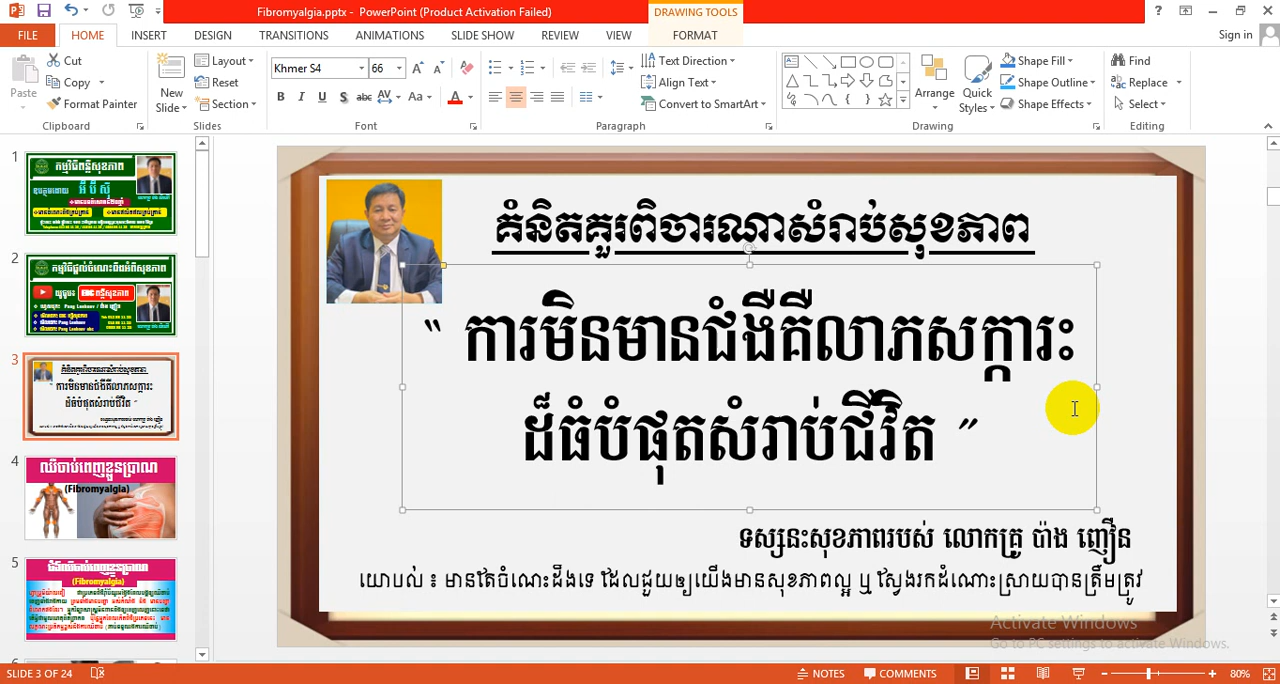 Fibromyalgia.pptx - PowerPoint (Product Activation Failed)
DRAWING TOOLS
FILE HOME INSERT DESIGN TRANSITIONS ANIMATIONS SLIDE SHOW REVIEW VIEW FORMAT
Sign in
Paste
Cut
Copy
Format Painter
New Slide
Layout
Reset
Section
Khmer S4 66
Text Direction
Align Text
Convert to SmartArt
Arrange
Quick Styles
Shape Fill
Shape Outline
Shape Effects
Find
Replace
Select
Clipboard Slides Font Paragraph Drawing Editing
1
2
3
4
(Fibromyalgia)
5
(Fibromyalgia)
គំនិតគួរពិចារណាសំរាប់សុខភាព
“ ការមិនមានជំងឺគឺលាភសក្ការះ
ដ៏ធំបំផុតសំរាប់ជីវិត ”
ទស្សនះសុខភាពរបស់ លោកគ្រូ ប៉ាង ញឿន
យោបល់ ៖ មានតែចំណេះដឹងទេ ដែលជួយឲ្យយើងមានសុខភាពល្អ ឬ ស្វែងរកដំណោះស្រាយបានត្រឹមត្រូវ
Activate Windows
Go to PC settings to activate Windows.
SLIDE 3 OF 24
NOTES COMMENTS 80%